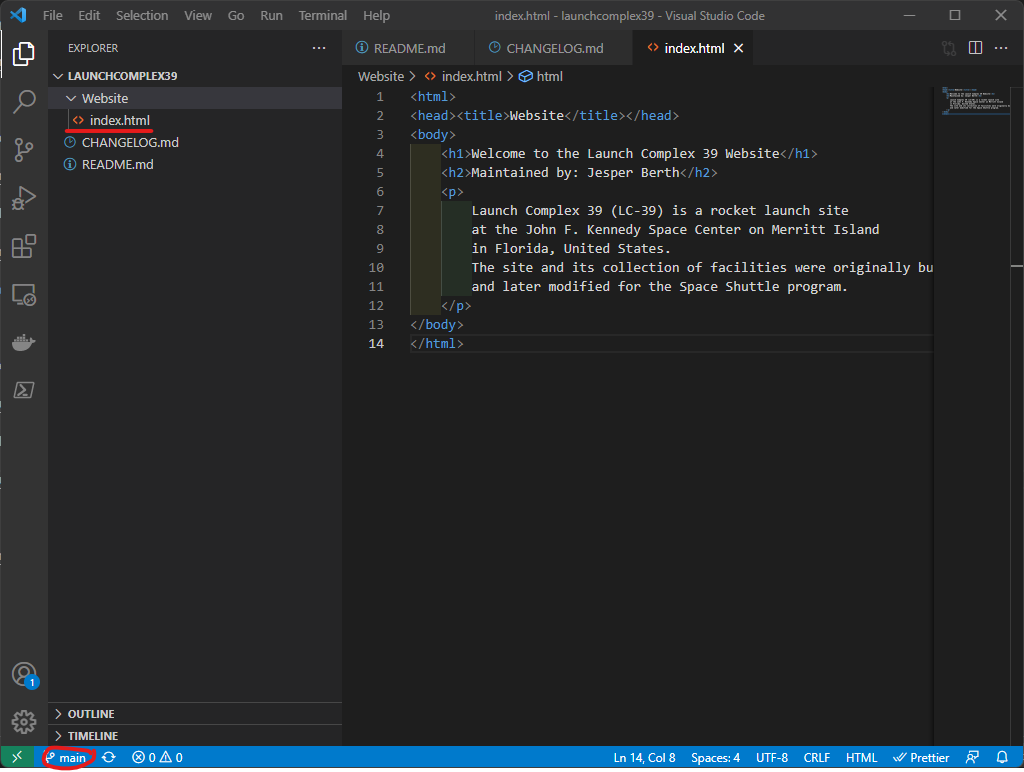 File Edit Selection View Go Run Terminal Help index.html - launchcomplex39 - Visual Studio Code
EXPLORER
LAUNCHCOMPLEX39
Website
index.html
CHANGELOG.md
README.md
OUTLINE
TIMELINE
README.md CHANGELOG.md index.html
Website > index.html > html
1 <html>
2 <head><title>Website</title></head>
3 <body>
4 <h1>Welcome to the Launch Complex 39 Website</h1>
5 <h2>Maintained by: Jesper Berth</h2>
6 <p>
7 Launch Complex 39 (LC-39) is a rocket launch site
8 at the John F. Kennedy Space Center on Merritt Island
9 in Florida, United States.
10 The site and its collection of facilities were originally bu
11 and later modified for the Space Shuttle program.
12 </p>
13 </body>
14 </html>
1
main 0 0 Ln 14, Col 8 Spaces: 4 UTF-8 CRLF HTML Prettier